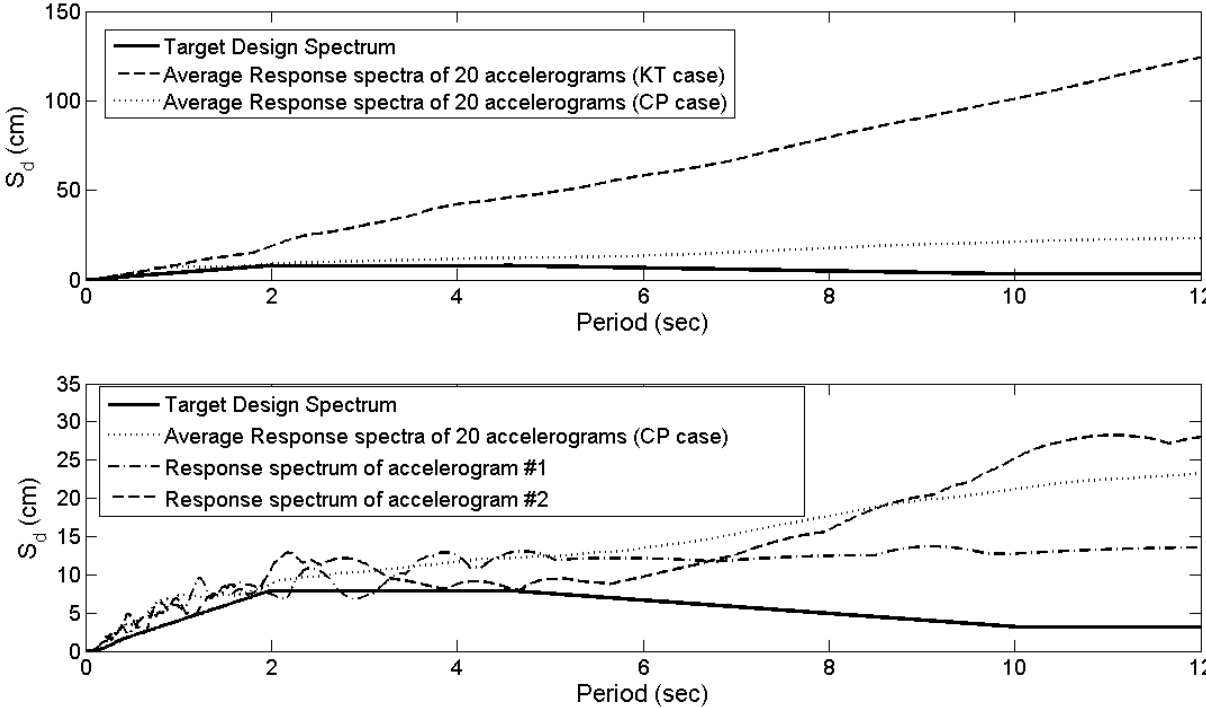 150
100
50
0
S_d (cm)
Target Design Spectrum
Average Response spectra of 20 accelerograms (KT case)
Average Response spectra of 20 accelerograms (CP case)
0 2 4 6 8 10 12
Period (sec)
35
30
25
20
15
10
5
0
S_d (cm)
Target Design Spectrum
Average Response spectra of 20 accelerograms (CP case)
Response spectrum of accelerogram #1
Response spectrum of accelerogram #2
0 2 4 6 8 10 12
Period (sec)